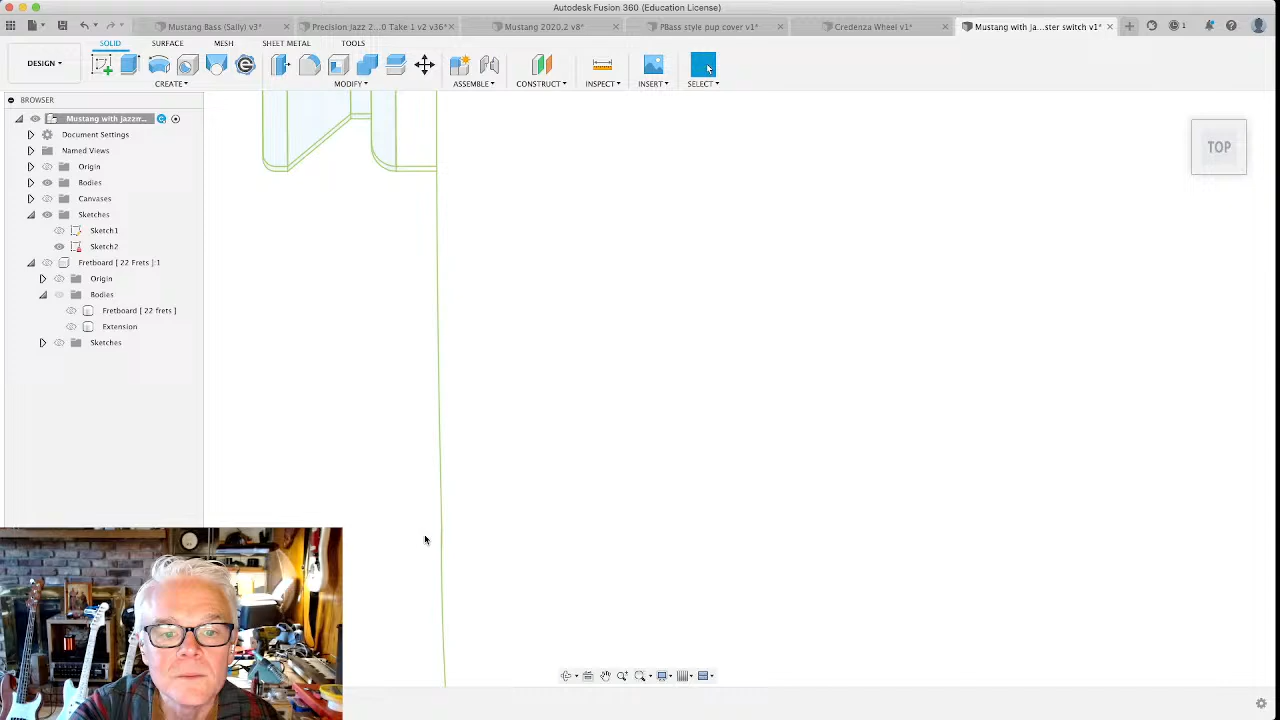 Autodesk Fusion 360 (Education License)
Mustang Bass (Sally) v3*
Precision Jazz 2...0 Take 1 v2 v36*
Mustang 2020.2 v8*
PBass style pup cover v1*
Credenza Wheel v1*
Mustang with Ja...ster switch v1*
1
SOLID
SURFACE
MESH
SHEET METAL
TOOLS
DESIGN
CREATE
MODIFY
ASSEMBLE
CONSTRUCT
INSPECT
INSERT
SELECT
BROWSER
Mustang with jazzm...
Document Settings
Named Views
Origin
Bodies
Canvases
Sketches
Sketch1
Sketch2
Fretboard [ 22 Frets ]:1
Origin
Bodies
Fretboard [ 22 frets ]
Extension
Sketches
TOP